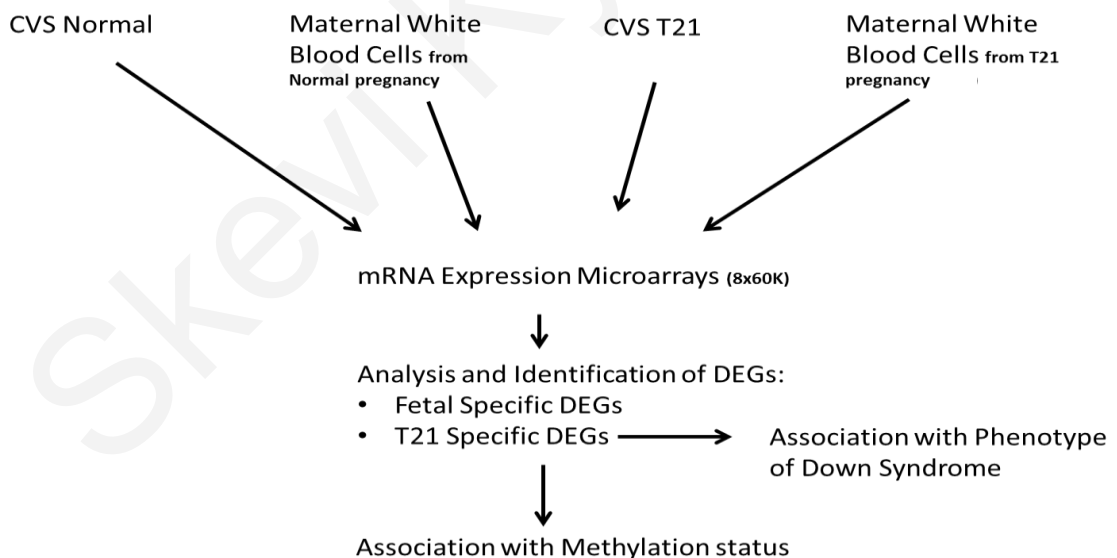 CVS Normal
Maternal White
Blood Cells from
Normal pregnancy
CVS T21
Maternal White
Blood Cells from T21
pregnancy
mRNA Expression Microarrays (8x60K)
Analysis and Identification of DEGs:
• Fetal Specific DEGs
• T21 Specific DEGs
Association with Phenotype
of Down Syndrome
Association with Methylation status